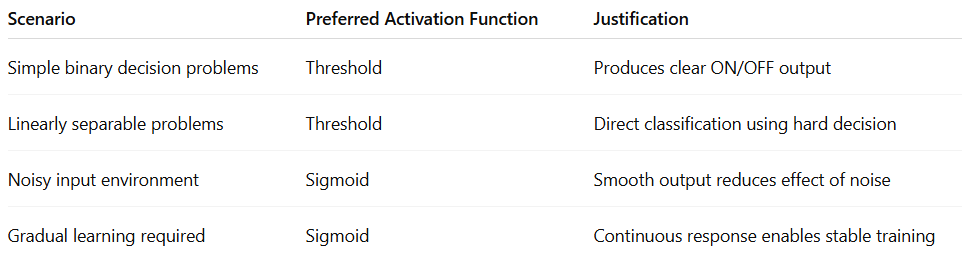 Scenario Preferred Activation Function Justification
Simple binary decision problems Threshold Produces clear ON/OFF output
Linearly separable problems Threshold Direct classification using hard decision
Noisy input environment Sigmoid Smooth output reduces effect of noise
Gradual learning required Sigmoid Continuous response enables stable training